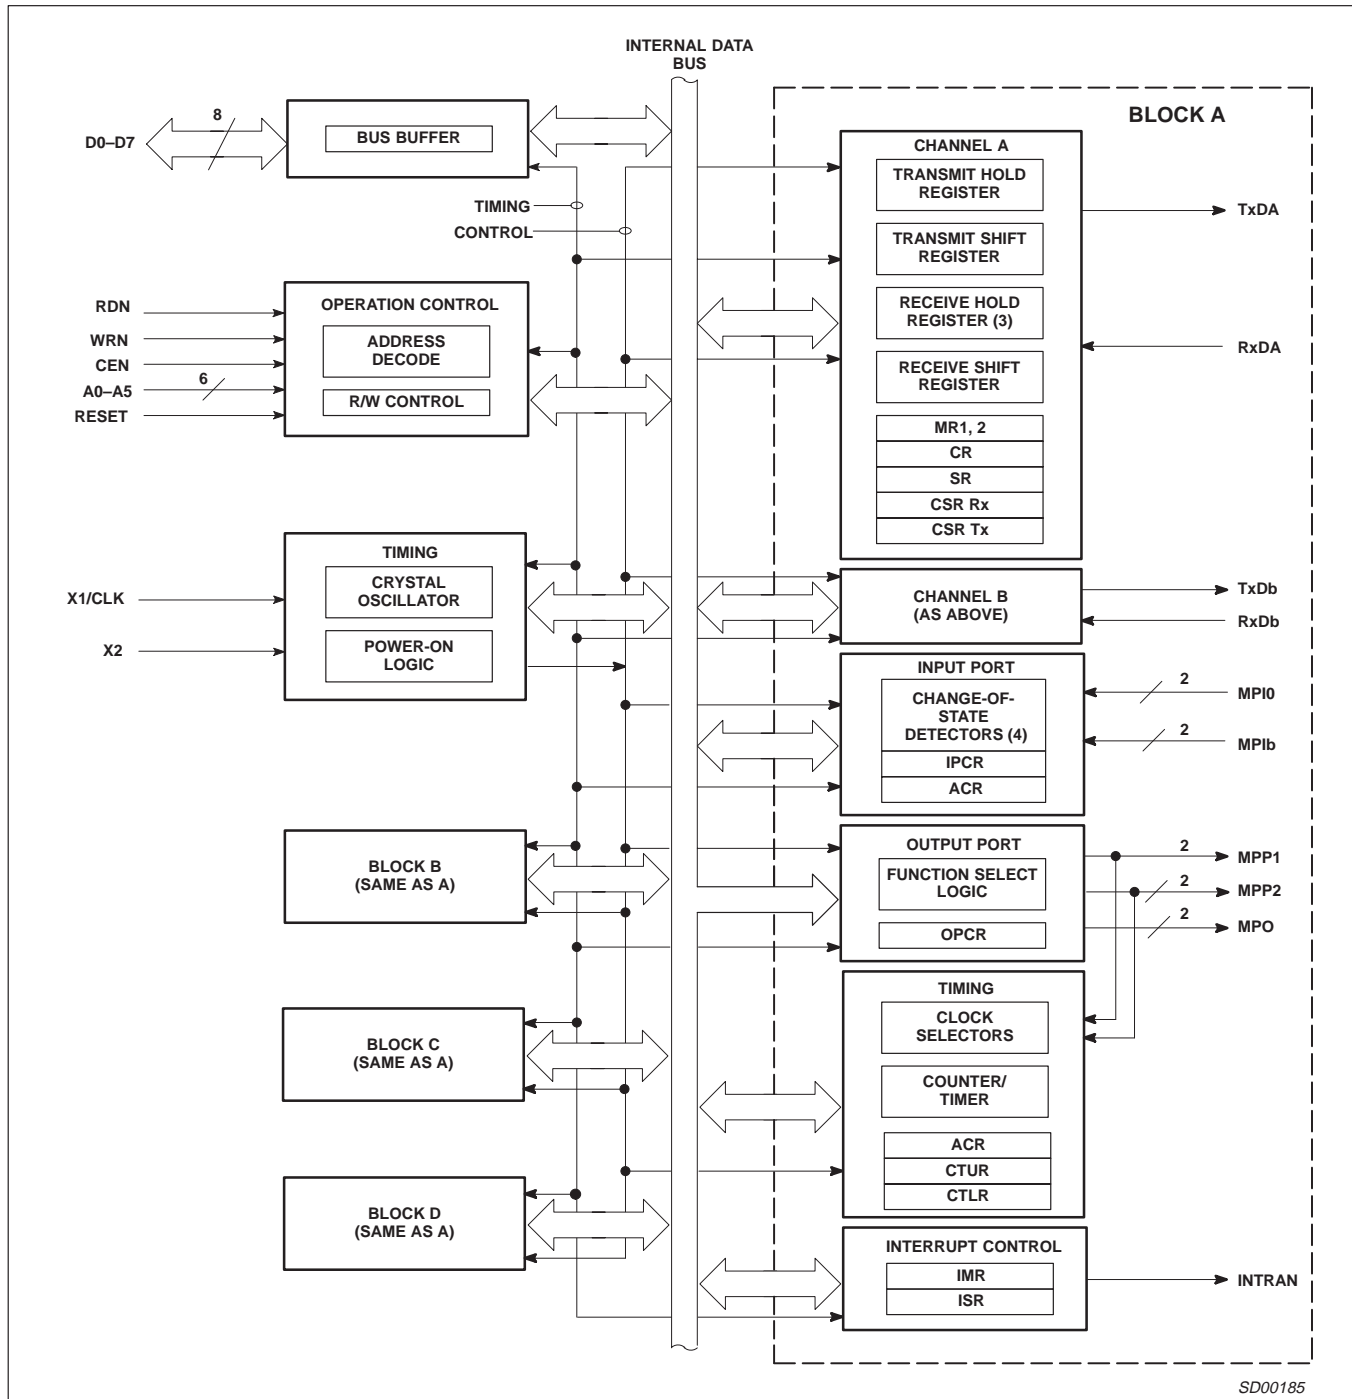 INTERNAL DATA
BUS
D0–D7
8
BUS BUFFER
TIMING
CONTROL
RDN
WRN
CEN
A0–A5
6
RESET
OPERATION CONTROL
ADDRESS
DECODE
R/W CONTROL
X1/CLK
X2
TIMING
CRYSTAL
OSCILLATOR
POWER-ON
LOGIC
BLOCK B
(SAME AS A)
BLOCK C
(SAME AS A)
BLOCK D
(SAME AS A)
BLOCK A
CHANNEL A
TRANSMIT HOLD
REGISTER
TRANSMIT SHIFT
REGISTER
RECEIVE HOLD
REGISTER (3)
RECEIVE SHIFT
REGISTER
MR1, 2
CR
SR
CSR Rx
CSR Tx
TxDA
RxDA
CHANNEL B
(AS ABOVE)
TxDb
RxDb
INPUT PORT
CHANGE-OF-
STATE
DETECTORS (4)
IPCR
ACR
2
MPI0
2
MPIb
OUTPUT PORT
FUNCTION SELECT
LOGIC
OPCR
2
MPP1
2
MPP2
2
MPO
TIMING
CLOCK
SELECTORS
COUNTER/
TIMER
ACR
CTUR
CTLR
INTERRUPT CONTROL
IMR
ISR
INTRAN
SD00185